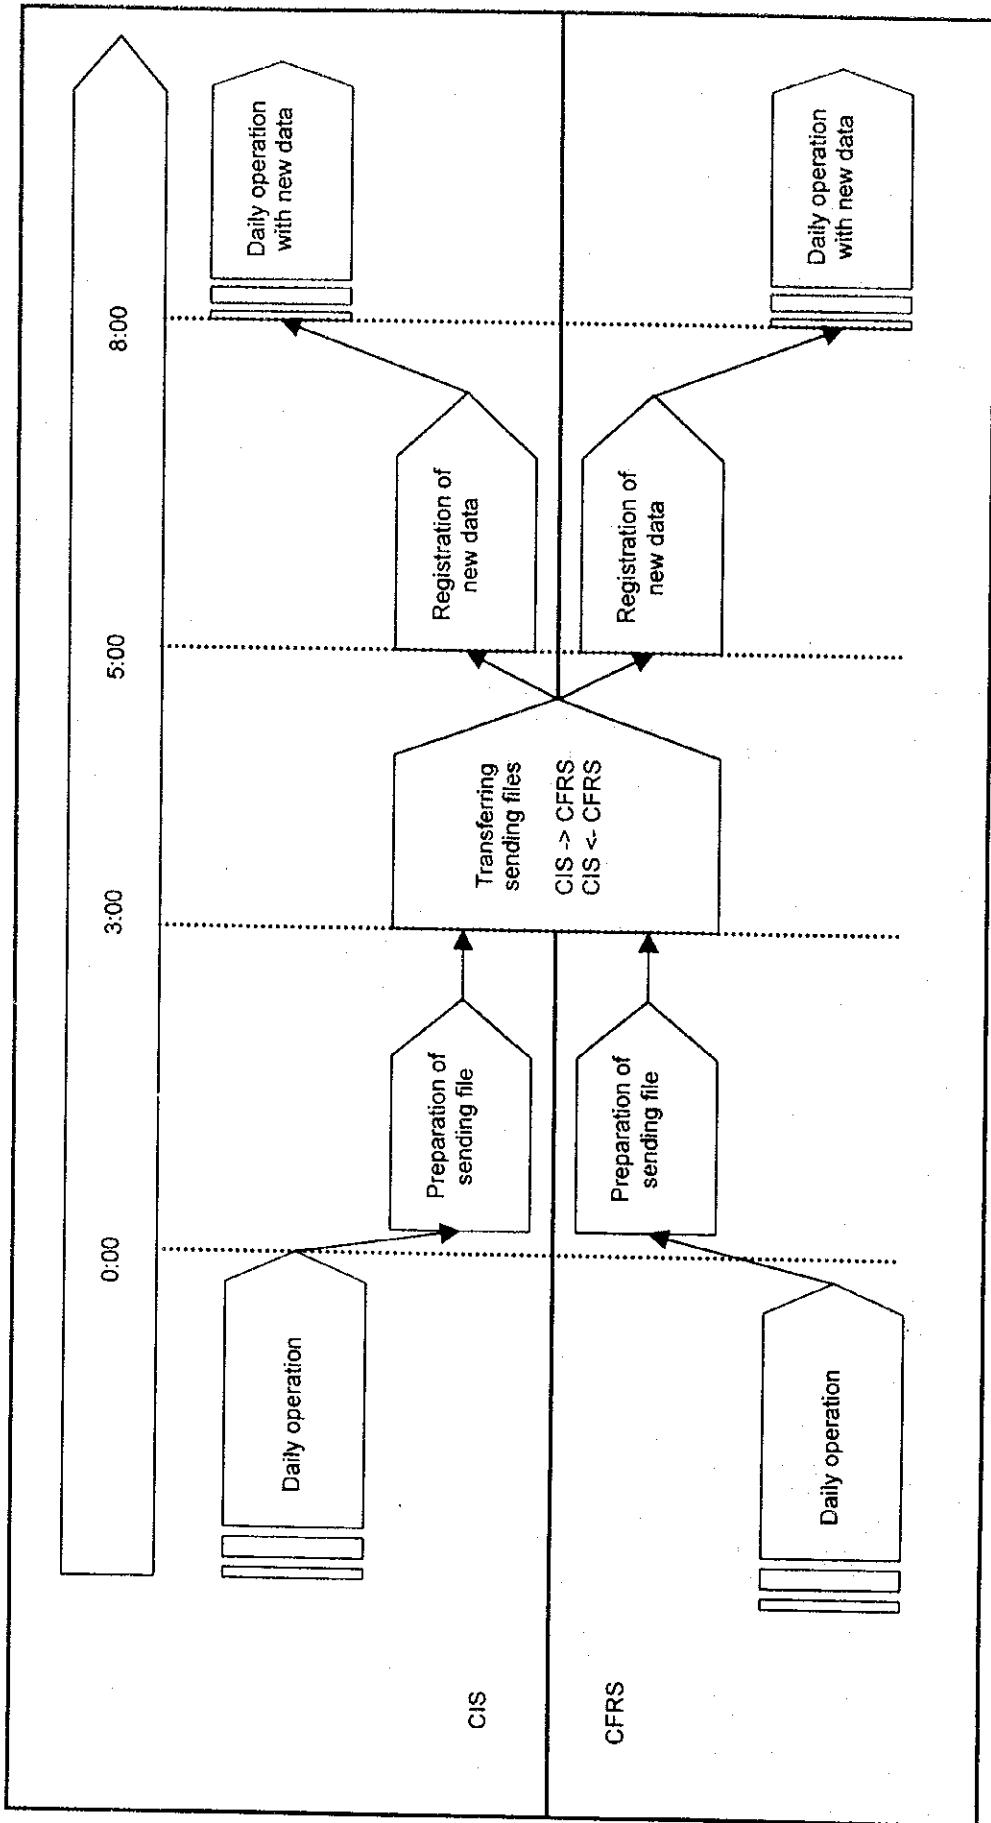 0:00
3:00
5:00
8:00
CIS
Daily operation
Preparation of
sending file
Transferring
sending files
CIS -> CFRS
CIS <- CFRS
Registration of
new data
Daily operation
with new data
CFRS
Daily operation
Preparation of
sending file
Registration of
new data
Daily operation
with new data